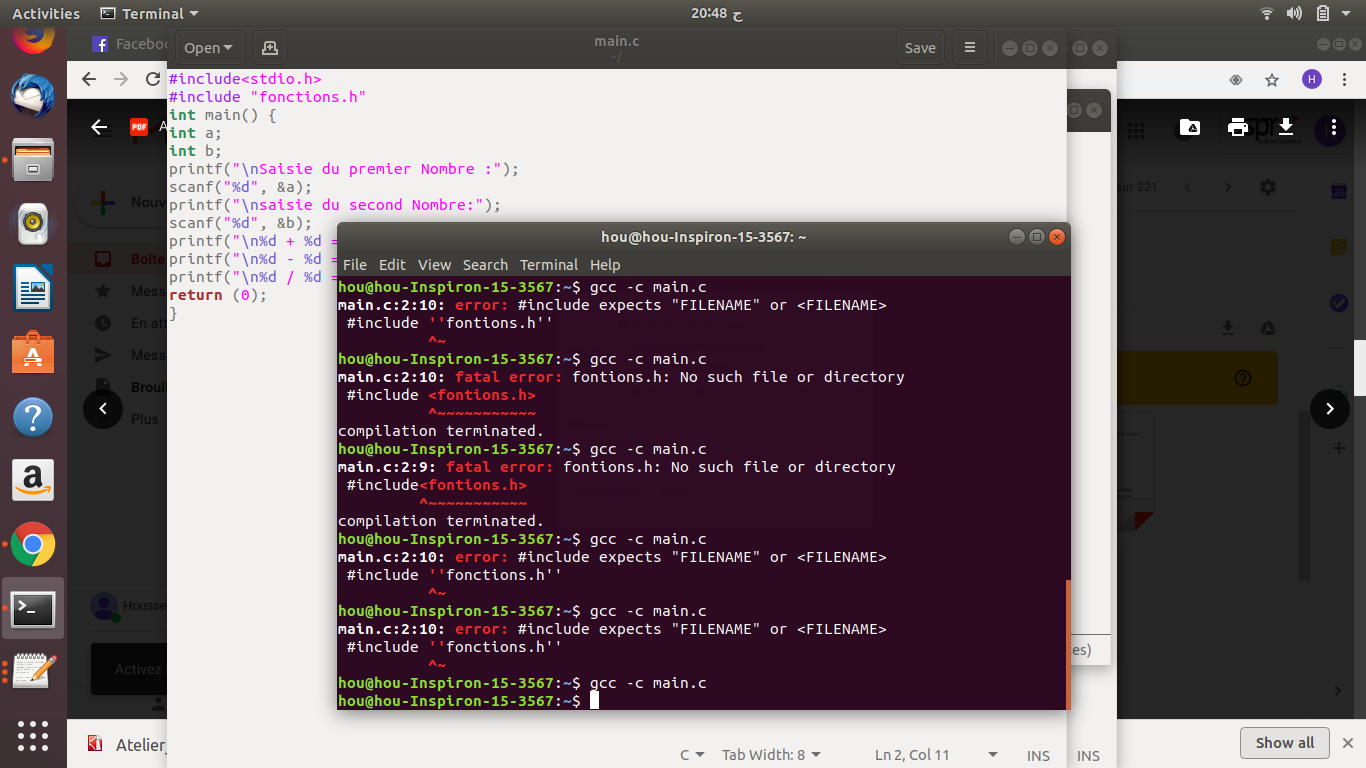 Activities
Terminal
20:48 ح
Facebo
Open
main.c
~/
Save
H
#include<stdio.h>
#include "fonctions.h"
int main() {
int a;
int b;
printf("\nSaisie du premier Nombre :");
scanf("%d", &a);
printf("\nsaisie du second Nombre:");
scanf("%d", &b);
printf("\n%d + %d =
printf("\n%d - %d =
printf("\n%d / %d =
return (0);
}
PDF
A
Nouv
Boîte
Mess
En att
Mess
Broui
Plus
Housse
Activez
sur 221
hou@hou-Inspiron-15-3567: ~
File Edit View Search Terminal Help
hou@hou-Inspiron-15-3567:~$ gcc -c main.c
main.c:2:10: error: #include expects "FILENAME" or <FILENAME>
#include ''fontions.h''
^~
hou@hou-Inspiron-15-3567:~$ gcc -c main.c
main.c:2:10: fatal error: fontions.h: No such file or directory
#include <fontions.h>
^~~~~~~~~~~~
compilation terminated.
hou@hou-Inspiron-15-3567:~$ gcc -c main.c
main.c:2:9: fatal error: fontions.h: No such file or directory
#include<fontions.h>
^~~~~~~~~~~~
compilation terminated.
hou@hou-Inspiron-15-3567:~$ gcc -c main.c
main.c:2:10: error: #include expects "FILENAME" or <FILENAME>
#include ''fonctions.h''
^~
hou@hou-Inspiron-15-3567:~$ gcc -c main.c
main.c:2:10: error: #include expects "FILENAME" or <FILENAME>
#include ''fonctions.h''
^~
hou@hou-Inspiron-15-3567:~$ gcc -c main.c
hou@hou-Inspiron-15-3567:~$
es)
C
Tab Width: 8
Ln 2, Col 11
INS
INS
Atelier_
Show all